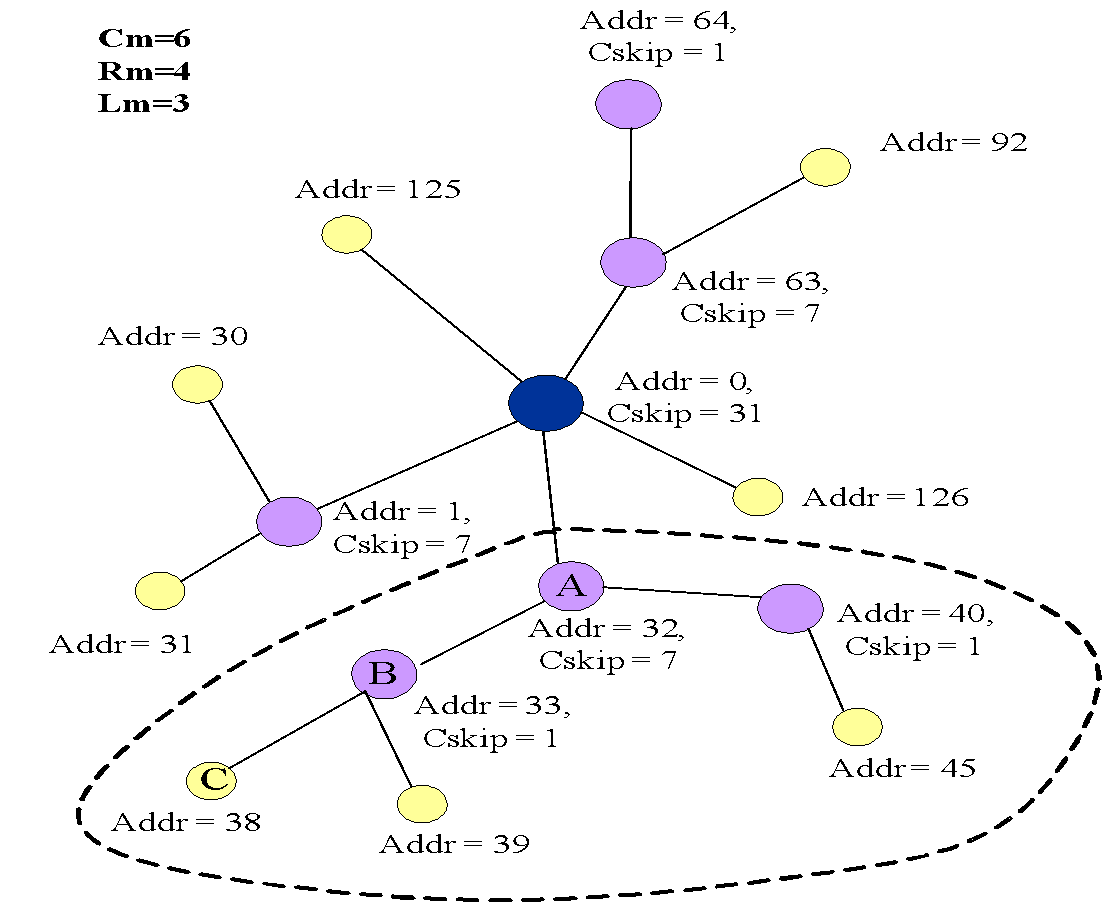 Cm=6
Rm=4
Lm=3
Addr = 64,
Cskip = 1
Addr = 92
Addr = 125
Addr = 63,
Cskip = 7
Addr = 30
Addr = 0,
Cskip = 31
Addr = 126
Addr = 1,
Cskip = 7
A
Addr = 31
Addr = 32,
Cskip = 7
Addr = 40,
Cskip = 1
B
Addr = 33,
Cskip = 1
C
Addr = 38
Addr = 39
Addr = 45